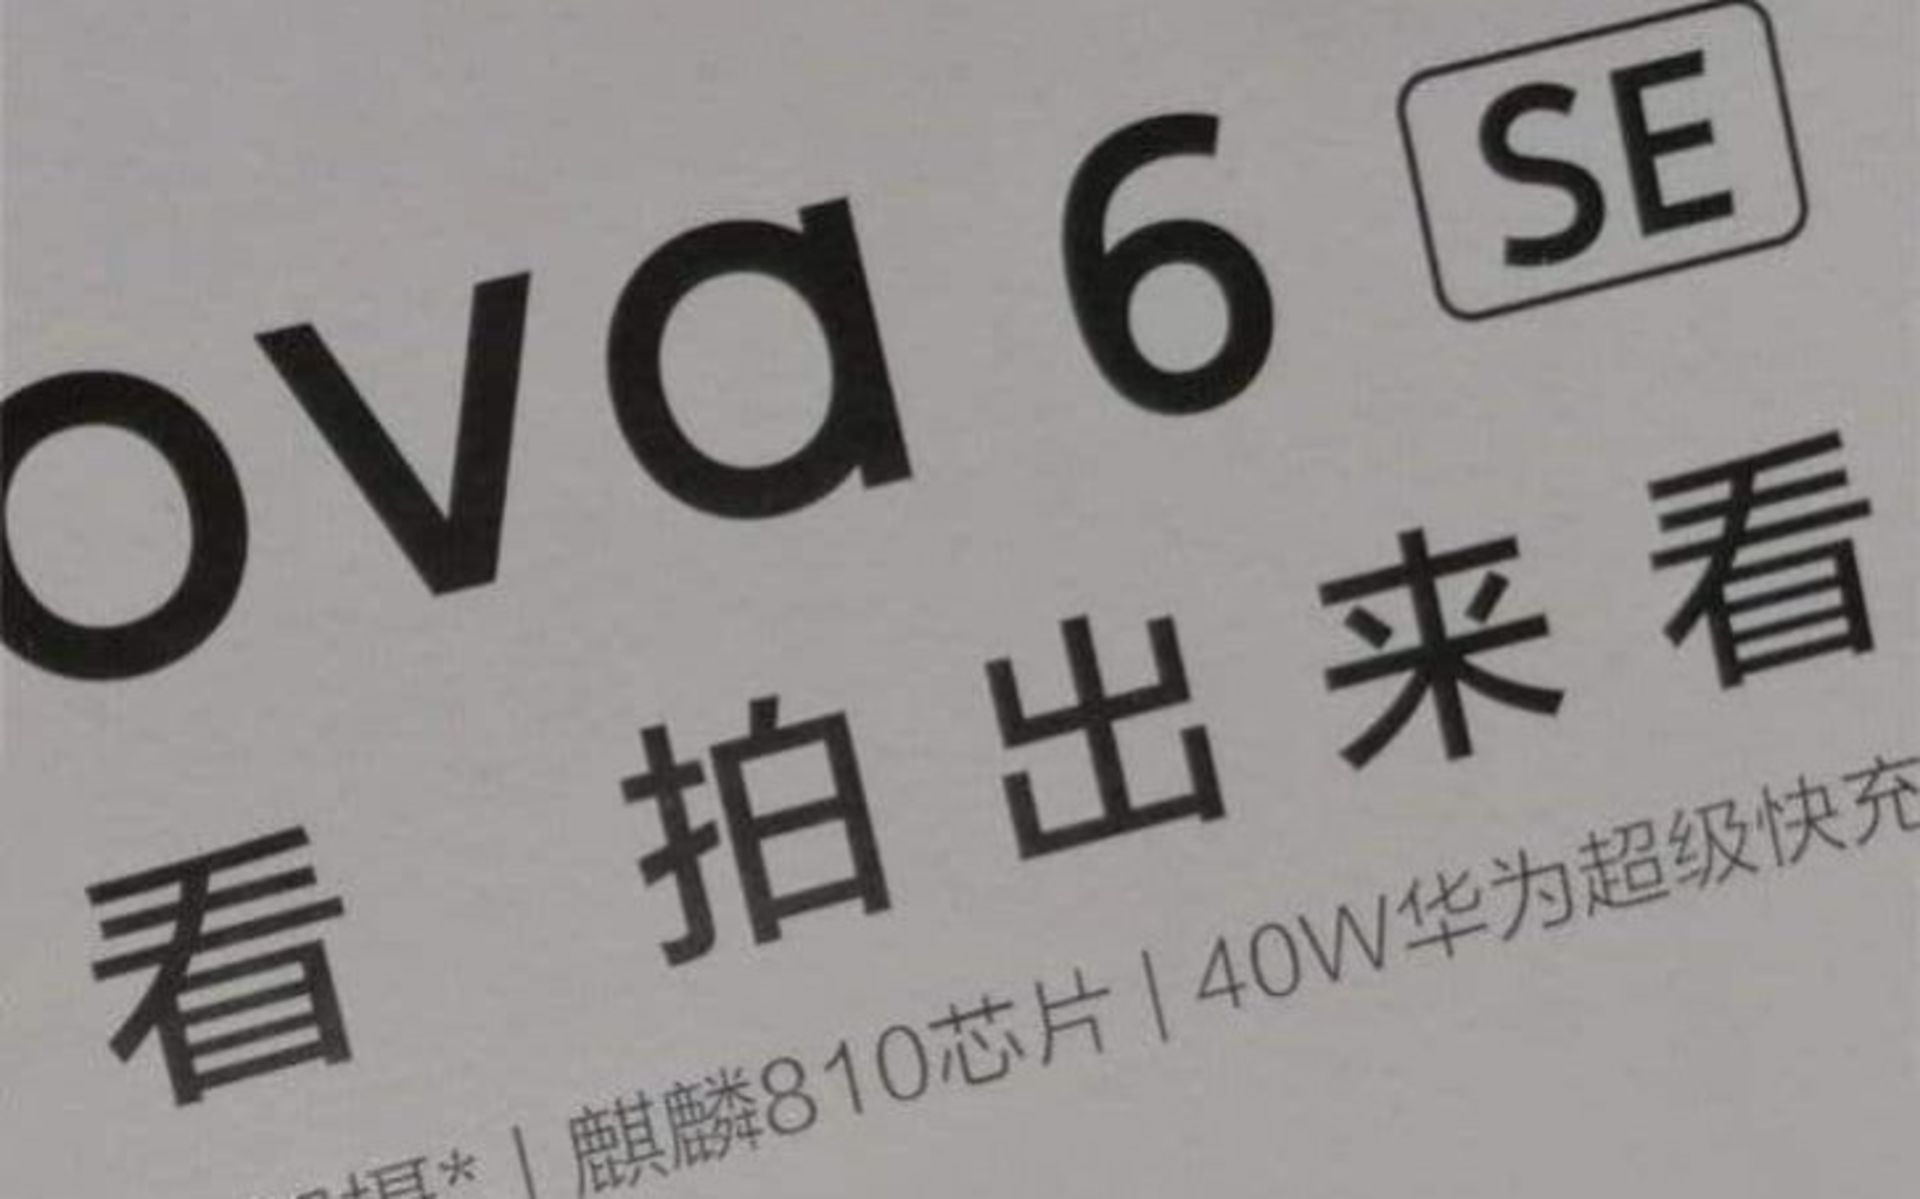 ova 6 SE
看 拍出来看
摄* | 麒麟810芯片 | 40W华为超级快充